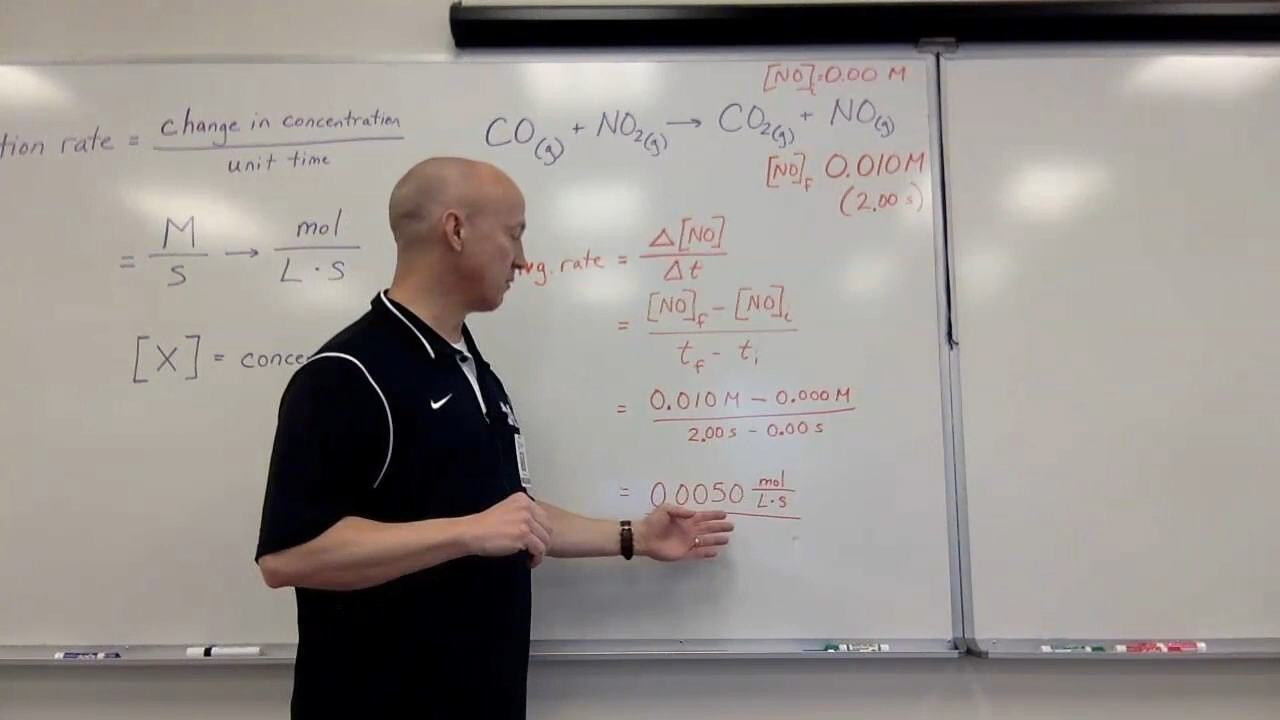 tion rate = change in concentration / unit time
= M/s → mol / L · s
[X] = conce
[NO]i = 0.00 M
CO(g) + NO2(g) → CO2(g) + NO(g)
[NO]f 0.010 M
(2.00 s)
vg. rate = Δ[NO] / Δt
= [NO]f - [NO]i / tf - ti
= 0.010 M - 0.000 M / 2.00 s - 0.00 s
= 0.0050 mol / L·s